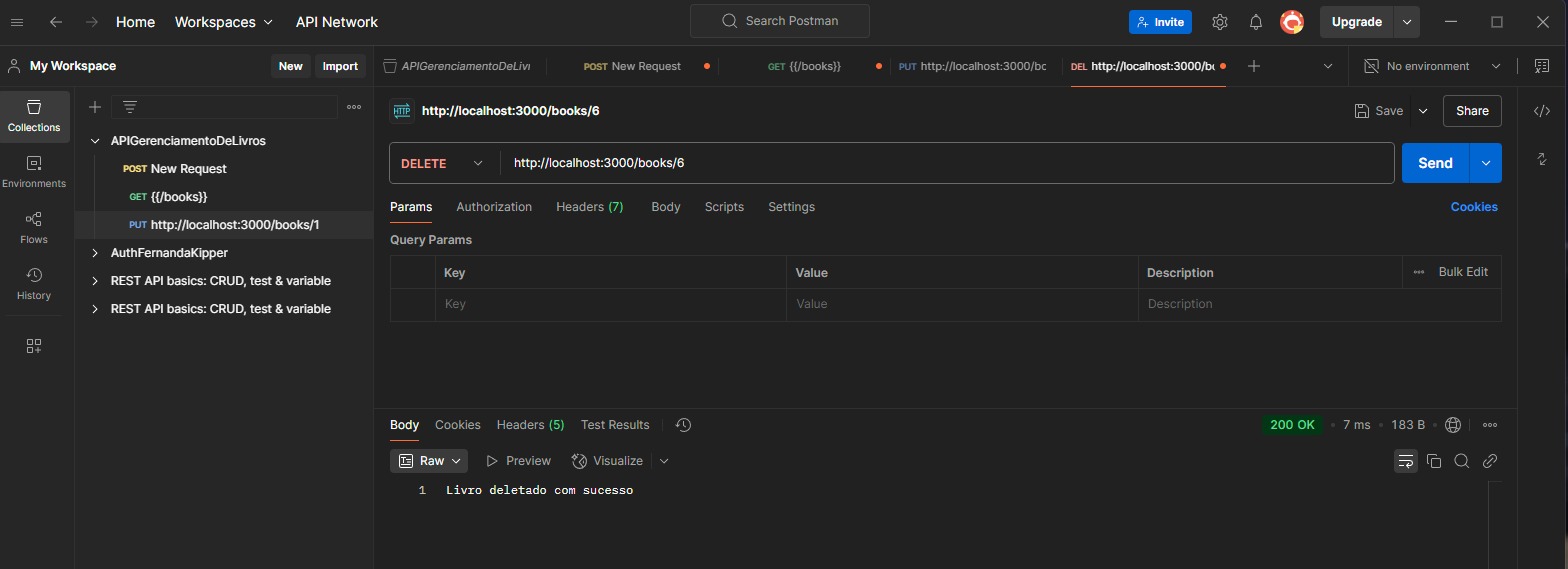 Home Workspaces API Network Search Postman Invite Upgrade
My Workspace New Import APIGerenciamentoDeLivr POST New Request GET {{/books}} PUT http://localhost:3000/bo DEL http://localhost:3000/b No environment
Collections
Environments
Flows
History
APIGerenciamentoDeLivros
POST New Request
GET {{/books}}
PUT http://localhost:3000/books/1
AuthFernandaKipper
REST API basics: CRUD, test & variable
REST API basics: CRUD, test & variable
HTTP http://localhost:3000/books/6 Save Share
DELETE http://localhost:3000/books/6 Send
Params Authorization Headers (7) Body Scripts Settings Cookies
Query Params
Key Value Description Bulk Edit
Key Value Description
Body Cookies Headers (5) Test Results 200 OK • 7 ms • 183 B
Raw Preview Visualize
1 Livro deletado com sucesso